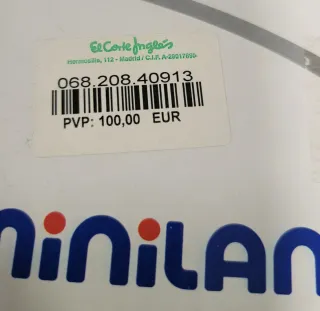 El Corte Inglés
Hermosilla, 112 - Madrid / C.I.F. A-28017895
068.208.40913
PVP: 100,00 EUR
miniLAN